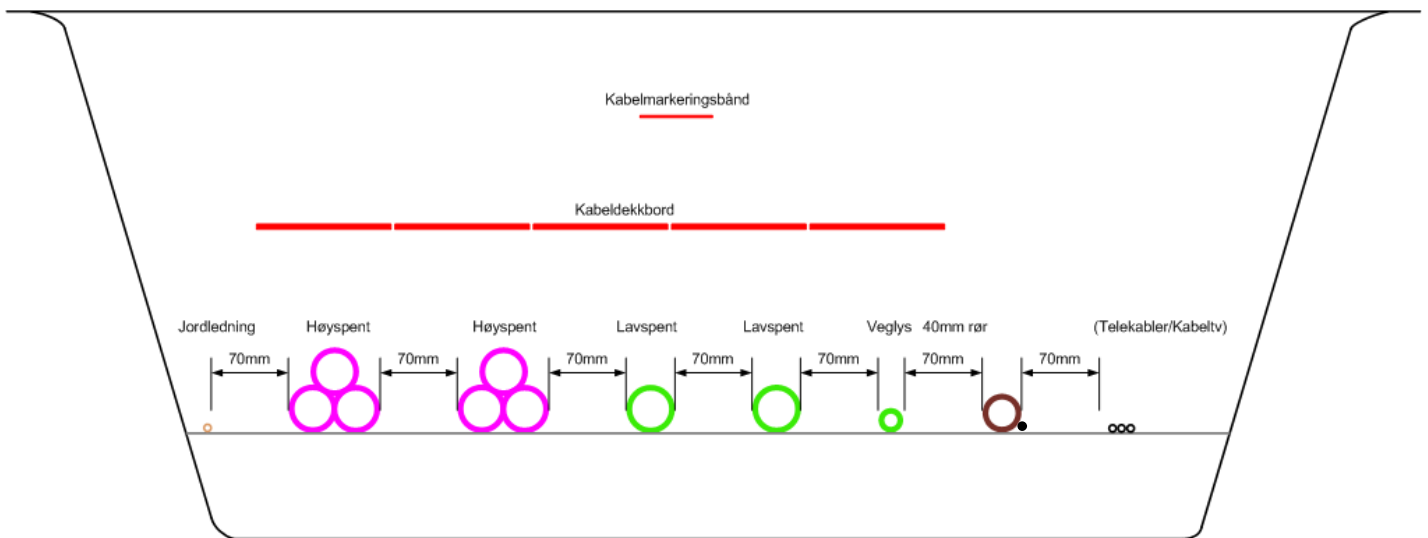 Kabelmarkeringsbånd
Kabeldekkbord
Jordledning Høyspent Høyspent Lavspent Lavspent Veglys 40mm rør (Telekabler/Kabeltv)
70mm 70mm 70mm 70mm 70mm 70mm 70mm